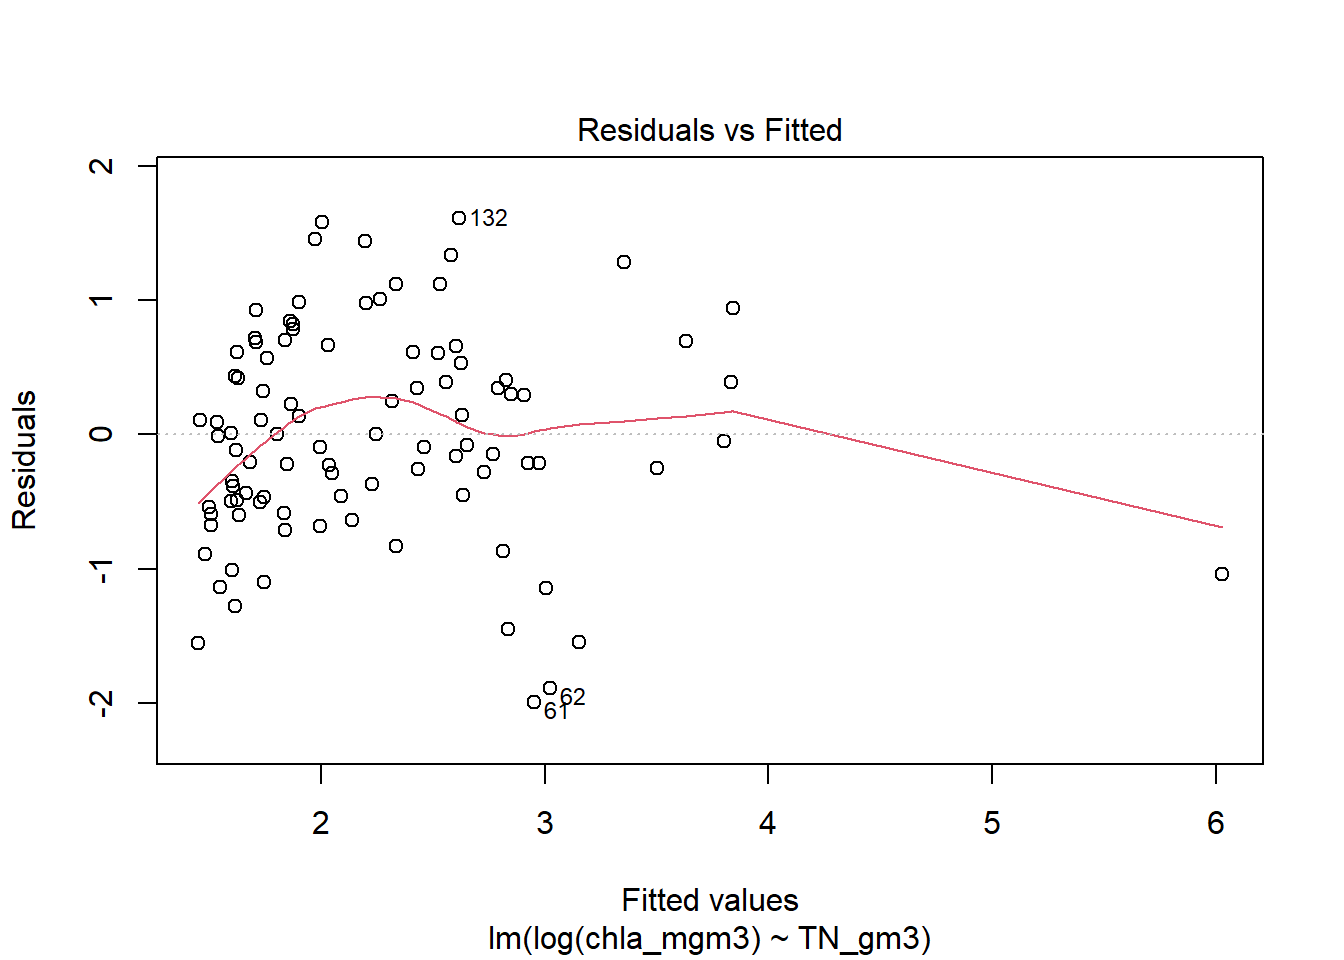 Residuals vs Fitted
Residuals
2
1
0
-1
-2
132
62
61
2 3 4 5 6
Fitted values
lm(log(chla_mgm3) ~ TN_gm3)